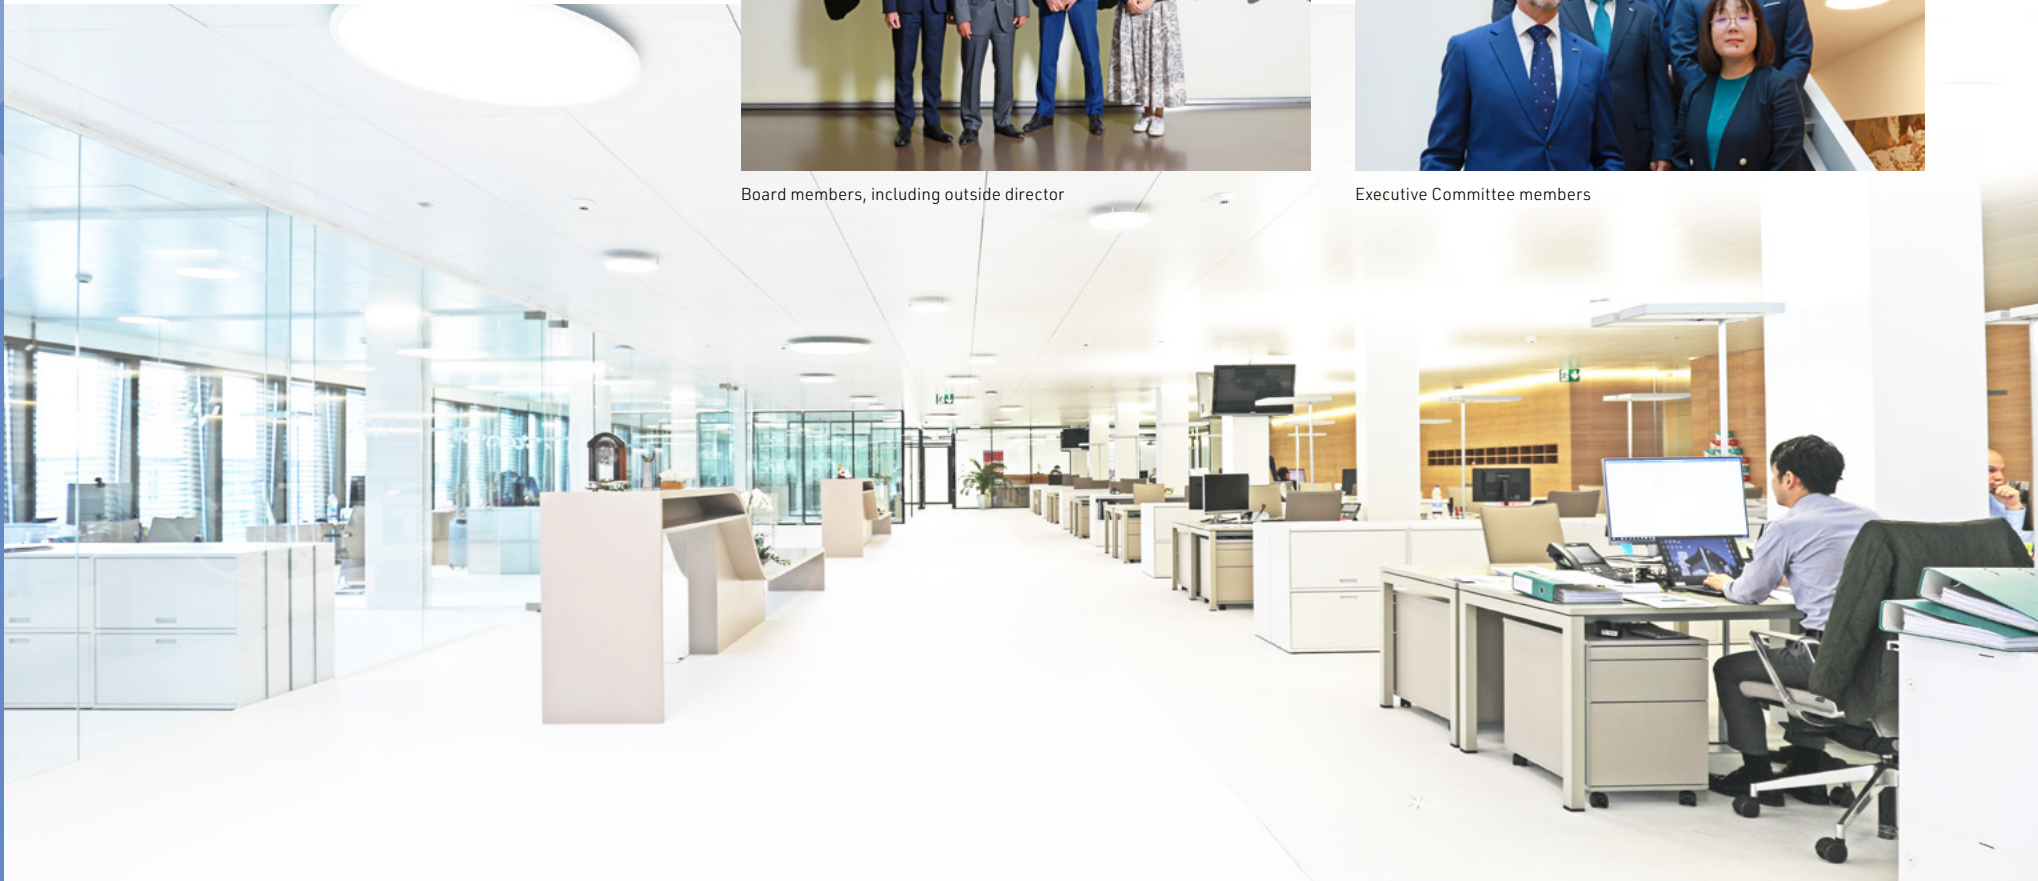 Board members, including outside director
Executive Committee members